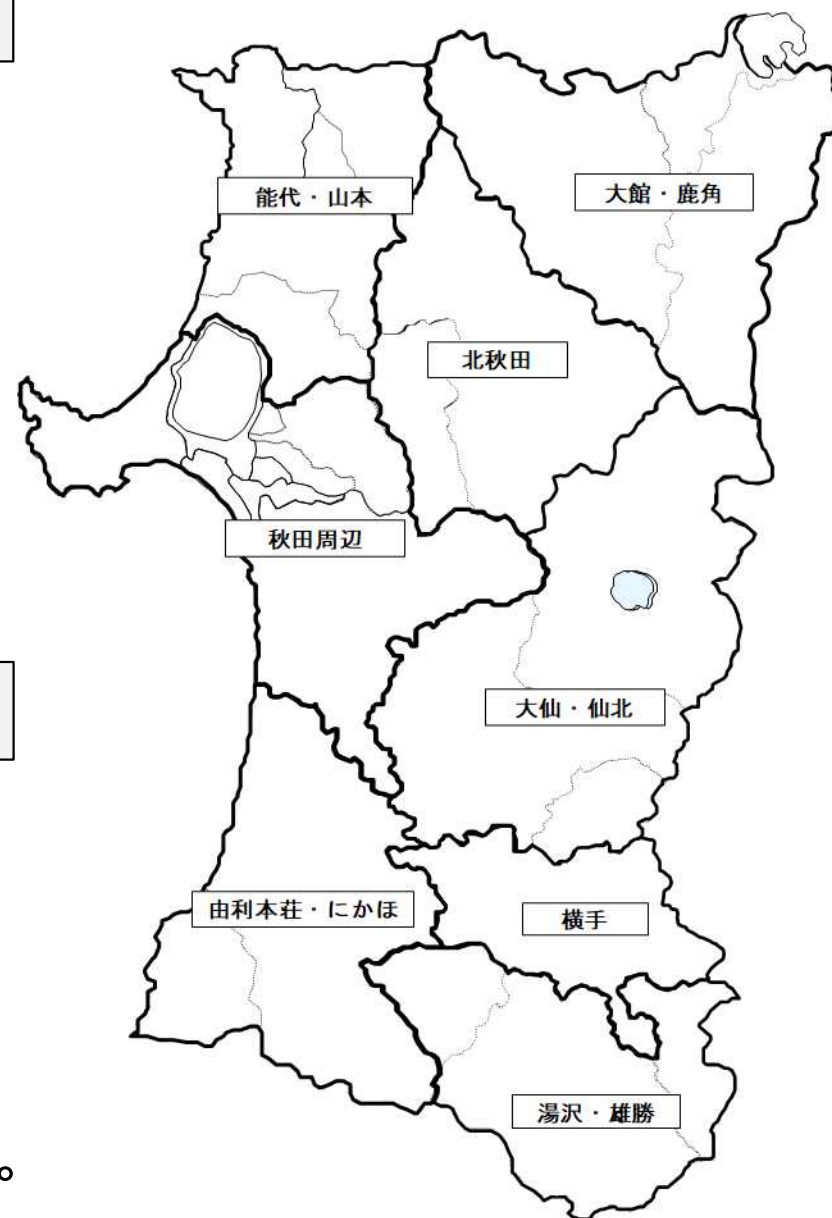 能代・山本
大館・鹿角
北秋田
秋田周辺
大仙・仙北
由利本荘・にかほ
横手
湯沢・雄勝
。